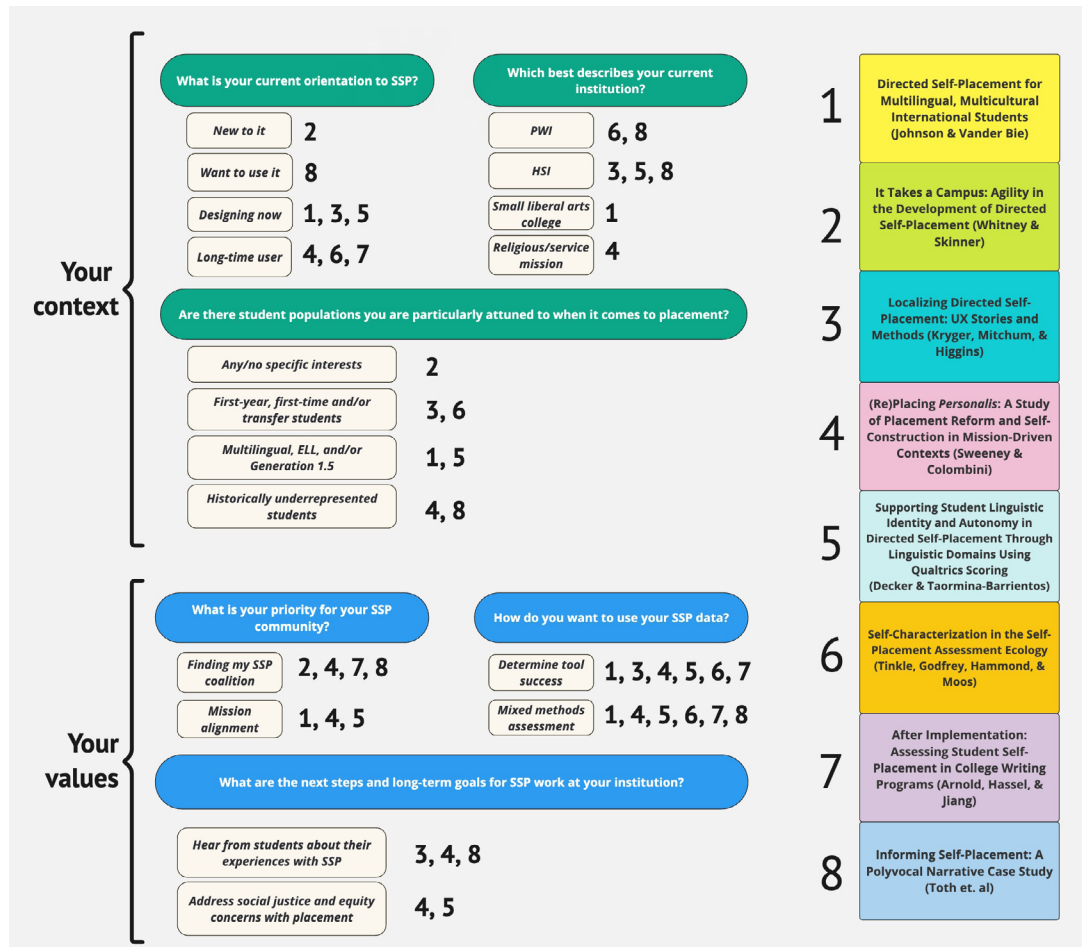 Your
context
What is your current orientation to SSP?
New to it
2
Want to use it
8
Designing now
1, 3, 5
Long-time user
4, 6, 7
Which best describes your current
institution?
PWI
6, 8
HSI
3, 5, 8
Small liberal arts
college
1
Religious/service
mission
4
Are there student populations you are particularly attuned to when it comes to placement?
Any/no specific interests
2
First-year, first-time and/or
transfer students
3, 6
Multilingual, ELL, and/or
Generation 1.5
1, 5
Historically underrepresented
students
4, 8
Your
values
What is your priority for your SSP
community?
Finding my SSP
coalition
2, 4, 7, 8
Mission
alignment
1, 4, 5
How do you want to use your SSP data?
Determine tool
success
1, 3, 4, 5, 6, 7
Mixed methods
assessment
1, 4, 5, 6, 7, 8
What are the next steps and long-term goals for SSP work at your institution?
Hear from students about their
experiences with SSP
3, 4, 8
Address social justice and equity
concerns with placement
4, 5
1
Directed Self-Placement for
Multilingual, Multicultural
International Students
(Johnson & Vander Bie)
2
It Takes a Campus: Agility in
the Development of Directed
Self-Placement (Whitney &
Skinner)
3
Localizing Directed Self-
Placement: UX Stories and
Methods (Kryger, Mitchum, &
Higgins)
4
(Re)Placing Personalis: A Study
of Placement Reform and Self-
Construction in Mission-Driven
Contexts (Sweeney &
Colombini)
5
Supporting Student Linguistic
Identity and Autonomy in
Directed Self-Placement Through
Linguistic Domains Using
Qualtrics Scoring
(Decker & Taormina-Barrientos)
6
Self-Characterization in the Self-
Placement Assessment Ecology
(Tinkle, Godfrey, Hammond, &
Moos)
7
After Implementation:
Assessing Student Self-
Placement in College Writing
Programs (Arnold, Hassel, &
Jiang)
8
Informing Self-Placement: A
Polyvocal Narrative Case Study
(Toth et. al)